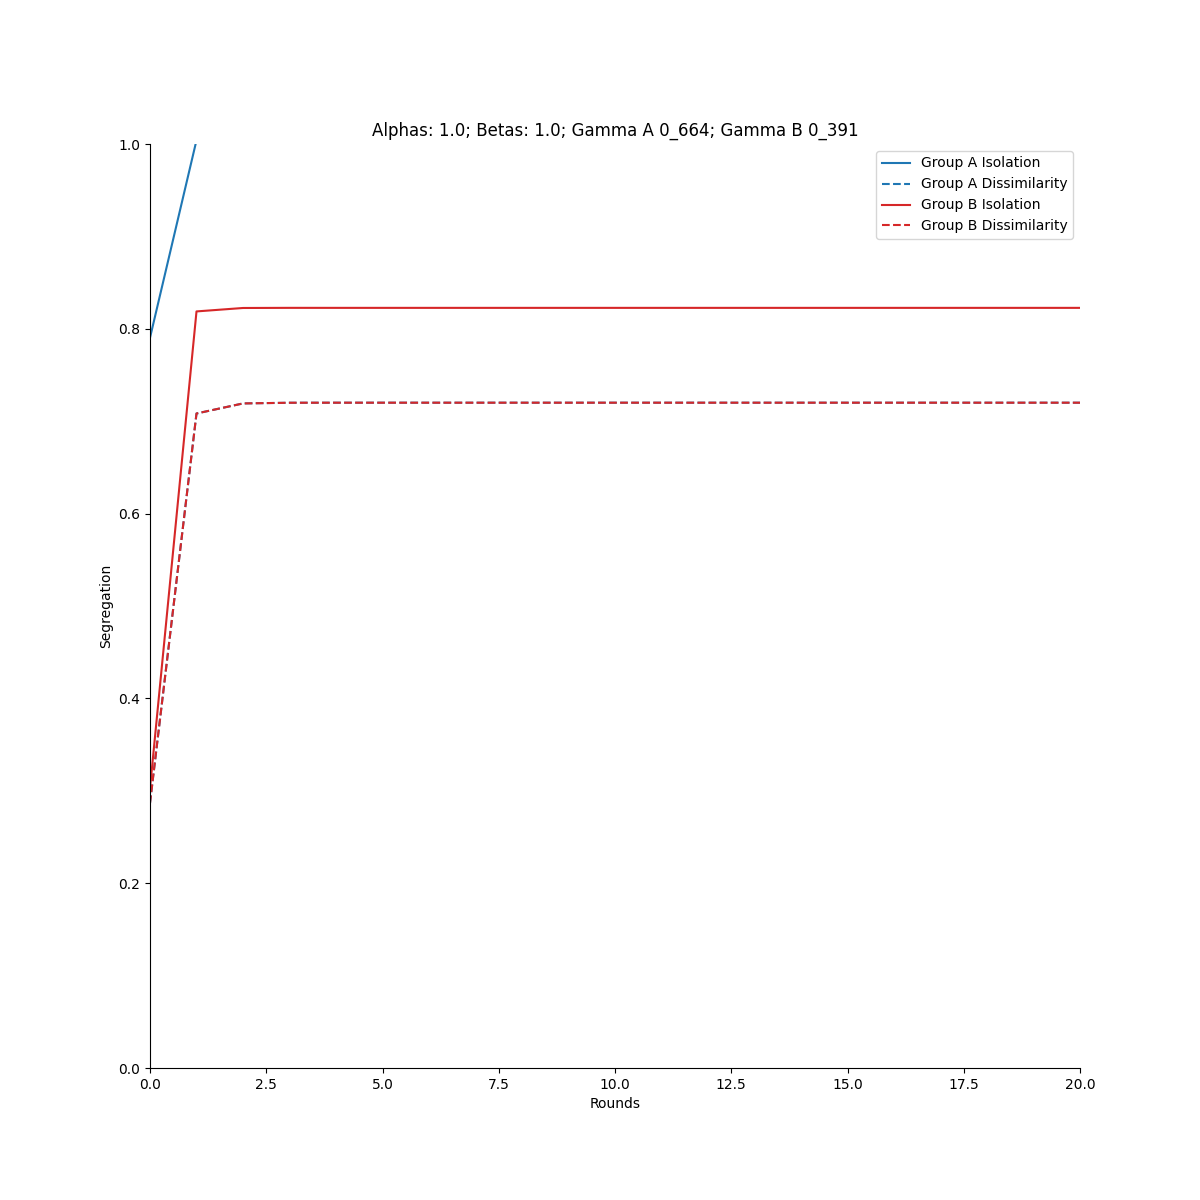 Alphas: 1.0; Betas: 1.0; Gamma A 0_664; Gamma B 0_391
1.0
0.8
0.6
0.4
0.2
0.0
Segregation
Group A Isolation
Group A Dissimilarity
Group B Isolation
Group B Dissimilarity
0.0 2.5 5.0 7.5 10.0 12.5 15.0 17.5 20.0
Rounds